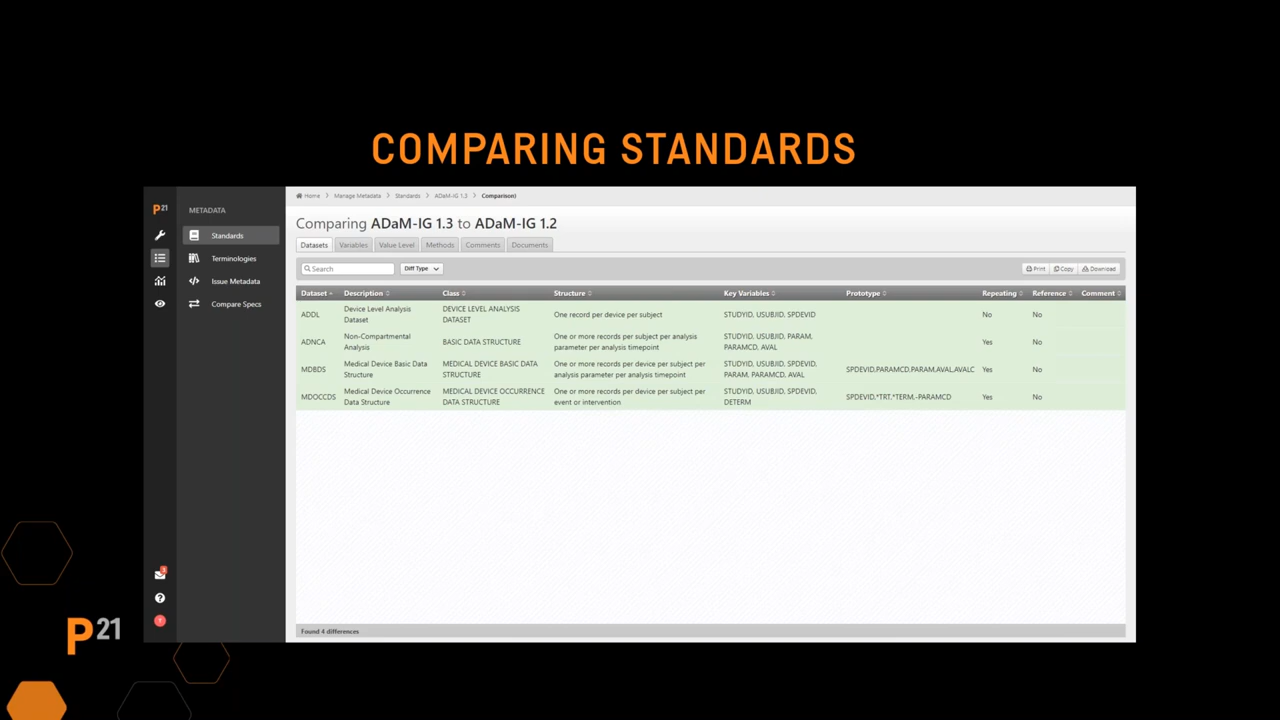 COMPARING STANDARDS
P21
METADATA
Standards
Terminologies
Issue Metadata
Compare Specs
Home > Manage Metadata > Standards > ADaM-IG 1.3 > Comparison)
Comparing ADaM-IG 1.3 to ADaM-IG 1.2
Datasets Variables Value Level Methods Comments Documents
Search Diff Type Print Copy Download
Dataset Description Class Structure Key Variables Prototype Repeating Reference Comment
ADDL Device Level Analysis DEVICE LEVEL ANALYSIS One record per device per subject STUDYID, USUBJID, SPDEVID No No
Dataset DATASET
ADNCA Non-Compartmental BASIC DATA STRUCTURE One or more records per subject per analysis STUDYID, USUBJID, PARAM, Yes No
Analysis parameter per analysis timepoint PARAMCD, AVAL
MDBDS Medical Device Basic Data MEDICAL DEVICE BASIC DATA One or more records per device per subject per STUDYID, USUBJID, SPDEVID, SPDEVID,PARAMCD,PARAM,AVAL,AVALC Yes No
Structure STRUCTURE analysis parameter per analysis timepoint PARAM, PARAMCD, AVAL
MDOCCDS Medical Device Occurrence MEDICAL DEVICE OCCURRENCE One or more records per device per subject per STUDYID, USUBJID, SPDEVID, SPDEVID,*TRT,*TERM,-PARAMCD Yes No
Data Structure DATA STRUCTURE event or intervention DETERM
Found 4 differences
P21